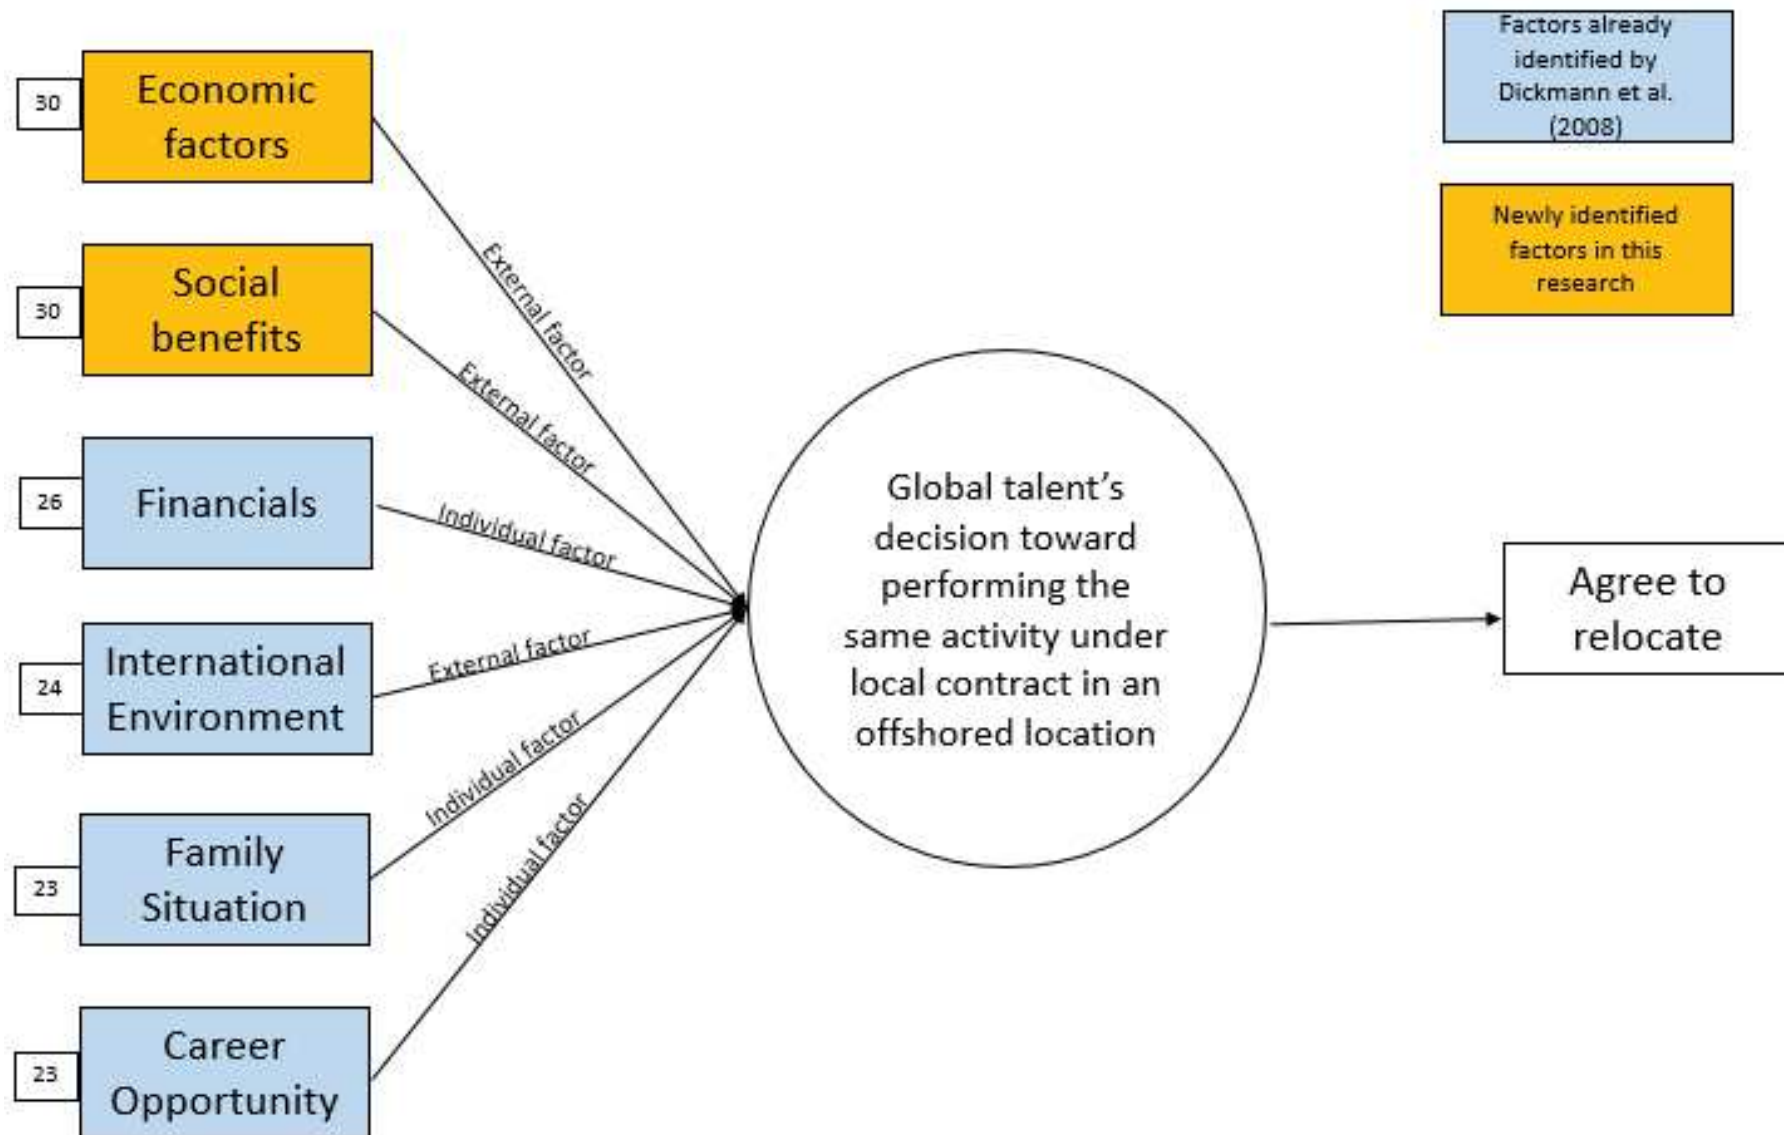 30
Economic
factors
30
Social
benefits
26
Financials
24
International
Environment
23
Family
Situation
23
Career
Opportunity
External factor
External factor
Individual factor
External factor
Individual factor
Individual factor
Global talent’s
decision toward
performing the
same activity under
local contract in an
offshored location
Agree to
relocate
Factors already
identified by
Dickmann et al.
(2008)
Newly identified
factors in this
research